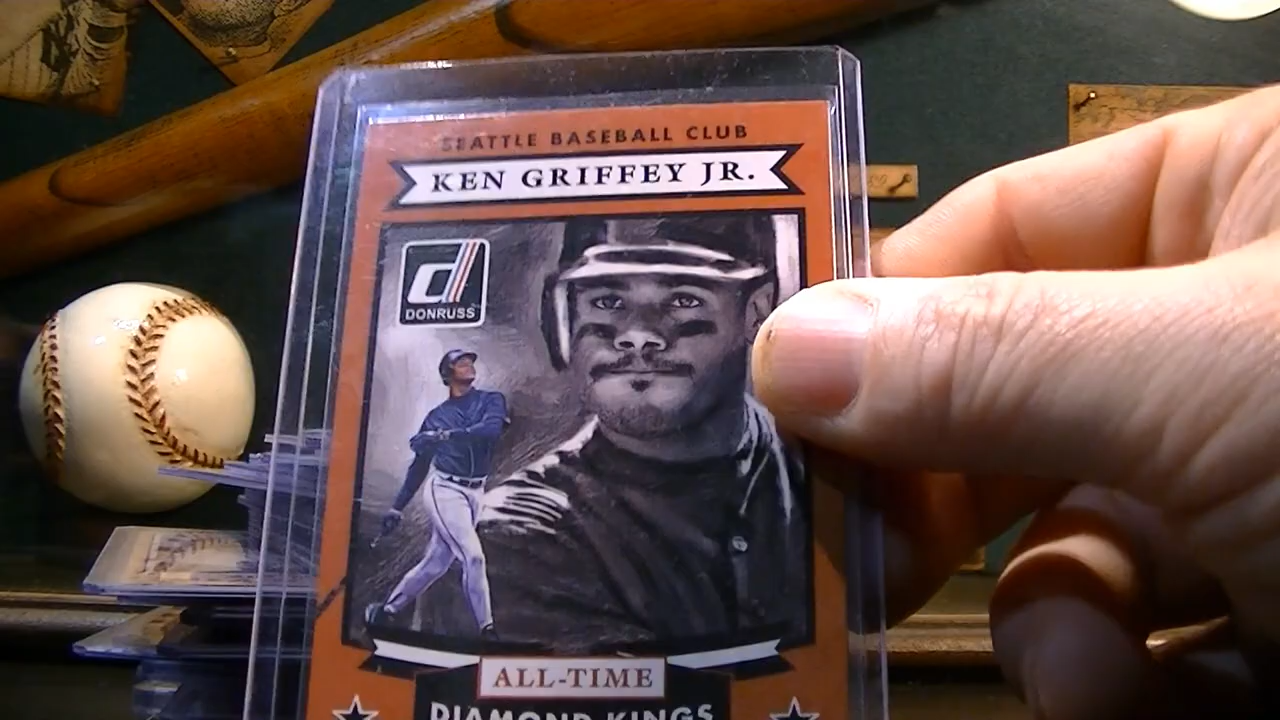 SEATTLE BASEBALL CLUB
KEN GRIFFEY JR.
d
DONRUSS
ALL-TIME
DIAMOND KINGS